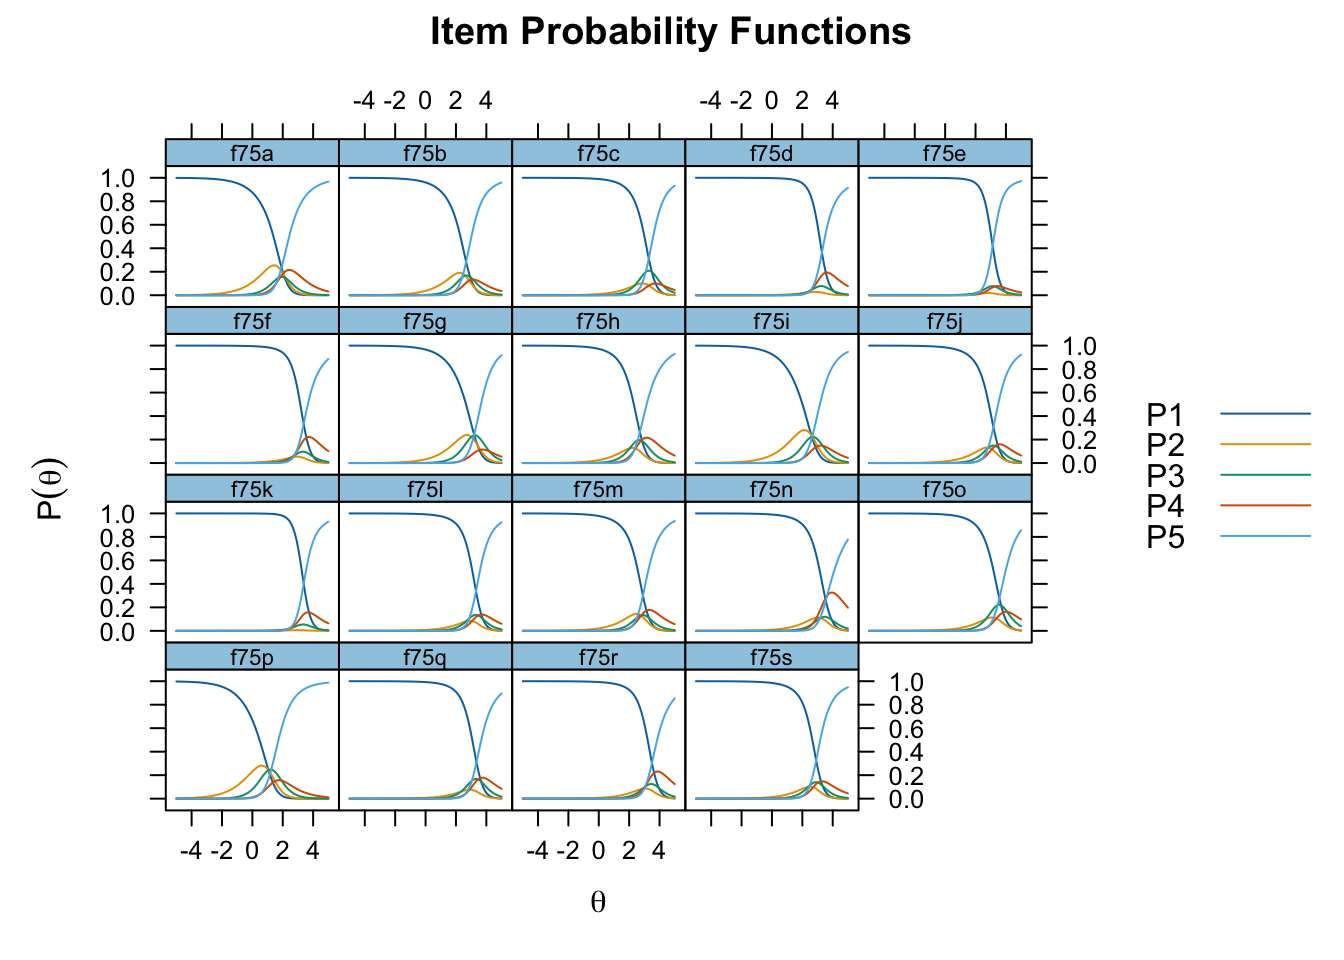 Item Probability Functions
-4 -2 0 2 4 -4 -2 0 2 4
f75a f75b f75c f75d f75e
1.0
0.8
0.6
0.4
0.2
0.0
f75f f75g f75h f75i f75j
1.0
0.8
0.6
0.4
0.2
0.0
f75k f75l f75m f75n f75o
1.0
0.8
0.6
0.4
0.2
0.0
f75p f75q f75r f75s
1.0
0.8
0.6
0.4
0.2
0.0
-4 -2 0 2 4 -4 -2 0 2 4
θ
P(θ)
P1
P2
P3
P4
P5